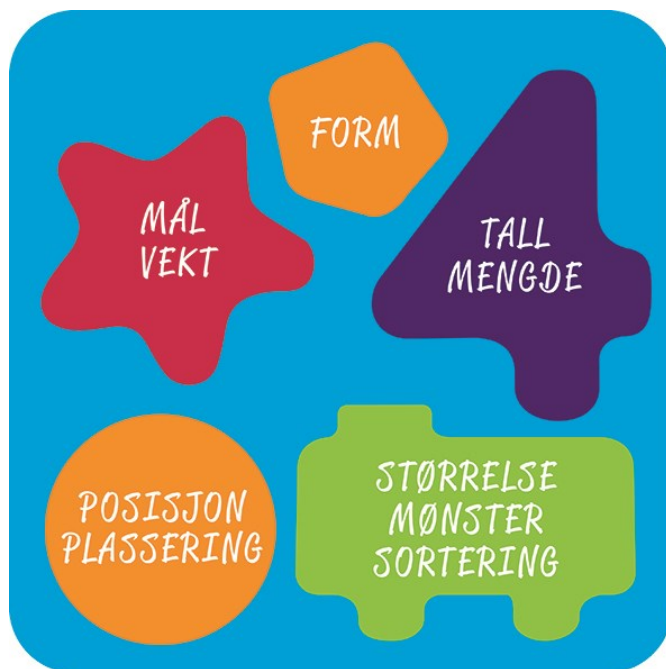 FORM
MÅL
VEKT
TALL
MENGDE
POSISJON
PLASSERING
STØRRELSE
MØNSTER
SORTERING